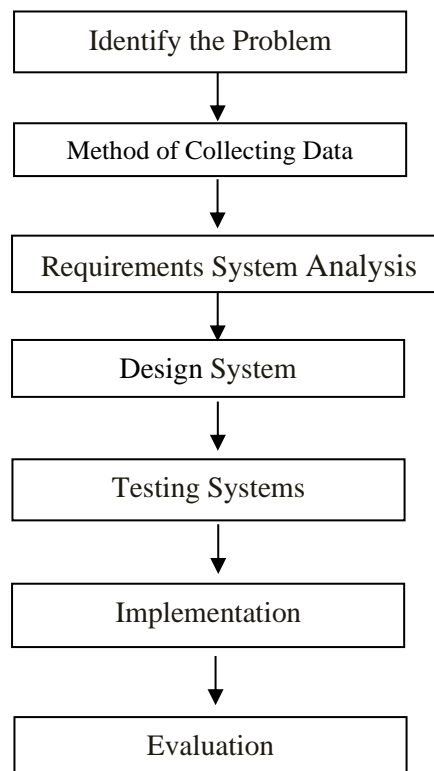 Identify the Problem
Method of Collecting Data
Requirements System Analysis
Design System
Testing Systems
Implementation
Evaluation